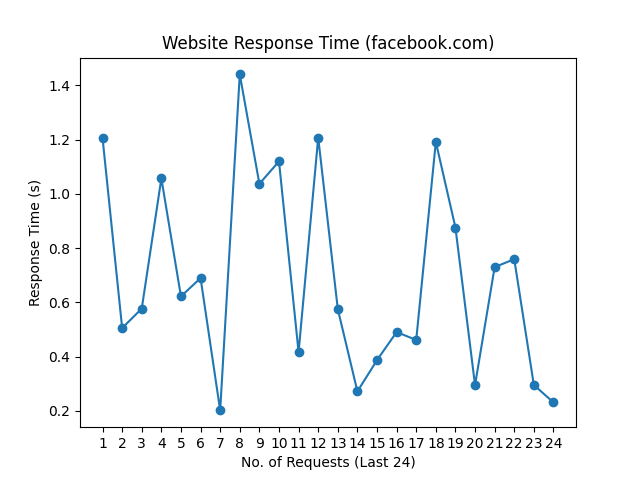 Website Response Time (facebook.com)
Response Time (s)
1.4
1.2
1.0
0.8
0.6
0.4
0.2
1 2 3 4 5 6 7 8 9 10 11 12 13 14 15 16 17 18 19 20 21 22 23 24
No. of Requests (Last 24)